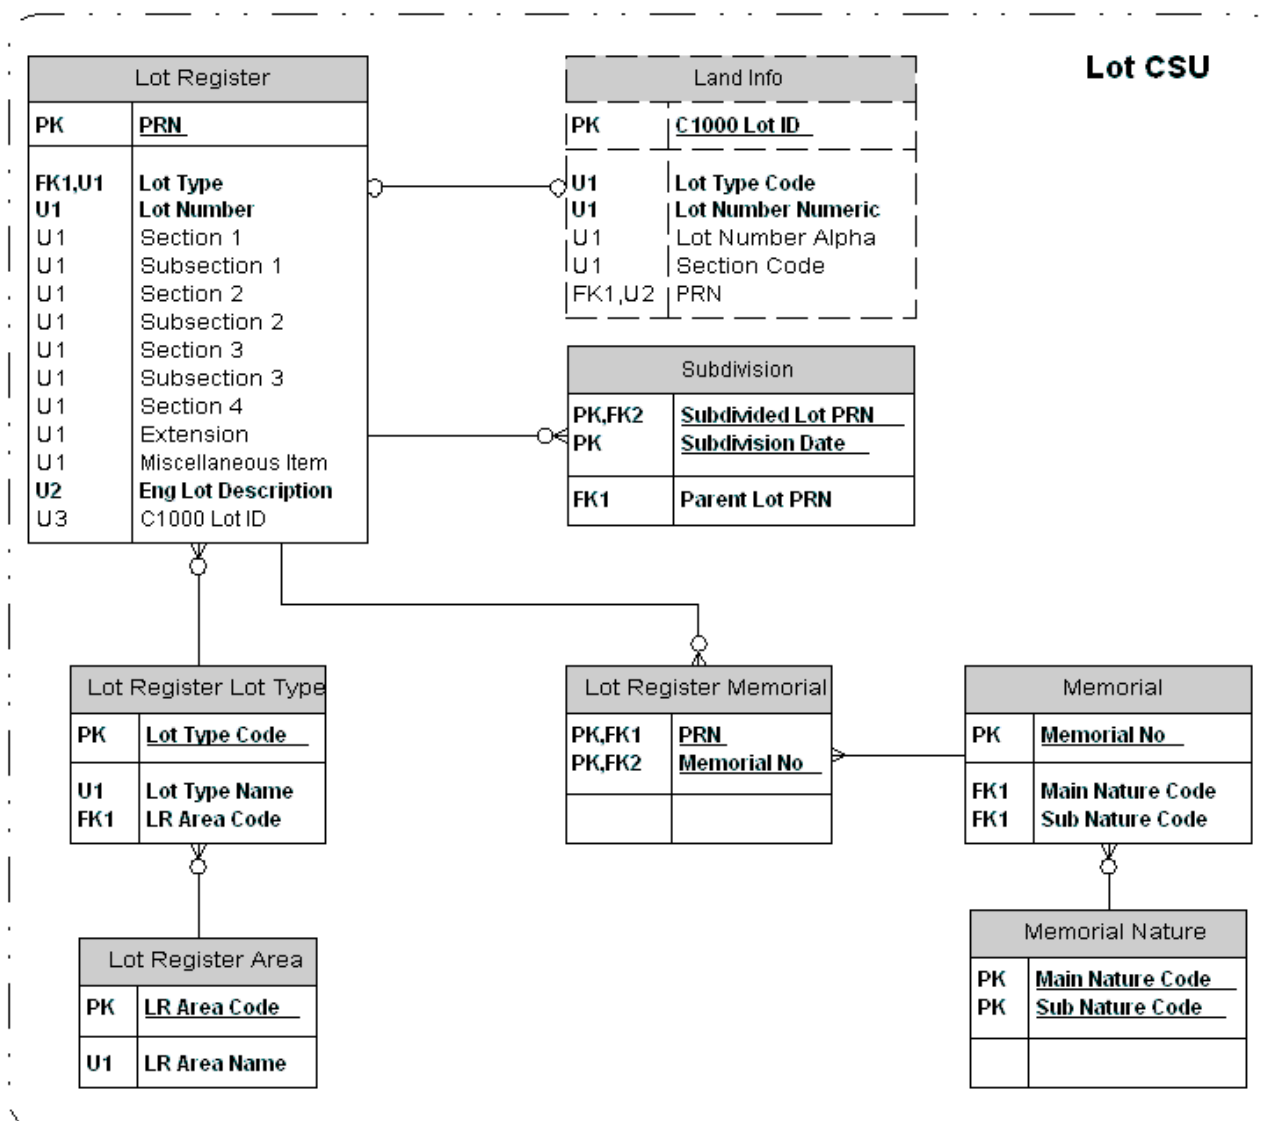 Lot CSU
Lot Register
PK PRN
FK1,U1 Lot Type
U1 Lot Number
U1 Section 1
U1 Subsection 1
U1 Section 2
U1 Subsection 2
U1 Section 3
U1 Subsection 3
U1 Section 4
U1 Extension
U1 Miscellaneous Item
U2 Eng Lot Description
U3 C1000 Lot ID
Land Info
PK C1000 Lot ID
U1 Lot Type Code
U1 Lot Number Numeric
U1 Lot Number Alpha
U1 Section Code
FK1,U2 PRN
Subdivision
PK,FK2 Subdivided Lot PRN
PK Subdivision Date
FK1 Parent Lot PRN
Lot Register Lot Type
PK Lot Type Code
U1 Lot Type Name
FK1 LR Area Code
Lot Register Memorial
PK,FK1 PRN
PK,FK2 Memorial No
Memorial
PK Memorial No
FK1 Main Nature Code
FK1 Sub Nature Code
Lot Register Area
PK LR Area Code
U1 LR Area Name
Memorial Nature
PK Main Nature Code
PK Sub Nature Code